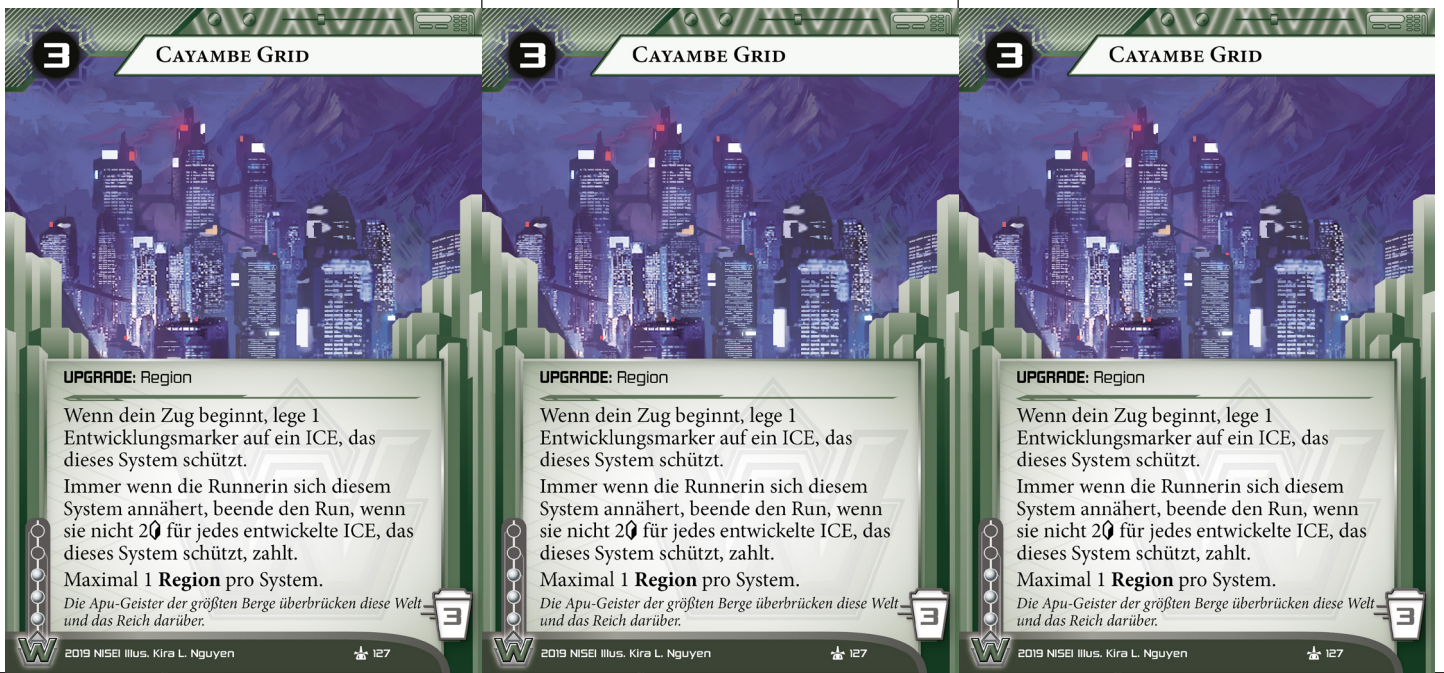 3
CAYAMBE GRID
UPGRADE: Region
Wenn dein Zug beginnt, lege 1
Entwicklungsmarker auf ein ICE, das
dieses System schützt.
Immer wenn die Runnerin sich diesem
System annähert, beende den Run, wenn
sie nicht 2 für jedes entwickelte ICE, das
dieses System schützt, zahlt.
Maximal 1 Region pro System.
Die Apu-Geister der größten Berge überbrücken diese Welt
und das Reich darüber.
3
2019 NISEI Illus. Kira L. Nguyen
127
3
CAYAMBE GRID
UPGRADE: Region
Wenn dein Zug beginnt, lege 1
Entwicklungsmarker auf ein ICE, das
dieses System schützt.
Immer wenn die Runnerin sich diesem
System annähert, beende den Run, wenn
sie nicht 2 für jedes entwickelte ICE, das
dieses System schützt, zahlt.
Maximal 1 Region pro System.
Die Apu-Geister der größten Berge überbrücken diese Welt
und das Reich darüber.
3
2019 NISEI Illus. Kira L. Nguyen
127
3
CAYAMBE GRID
UPGRADE: Region
Wenn dein Zug beginnt, lege 1
Entwicklungsmarker auf ein ICE, das
dieses System schützt.
Immer wenn die Runnerin sich diesem
System annähert, beende den Run, wenn
sie nicht 2 für jedes entwickelte ICE, das
dieses System schützt, zahlt.
Maximal 1 Region pro System.
Die Apu-Geister der größten Berge überbrücken diese Welt
und das Reich darüber.
3
2019 NISEI Illus. Kira L. Nguyen
127